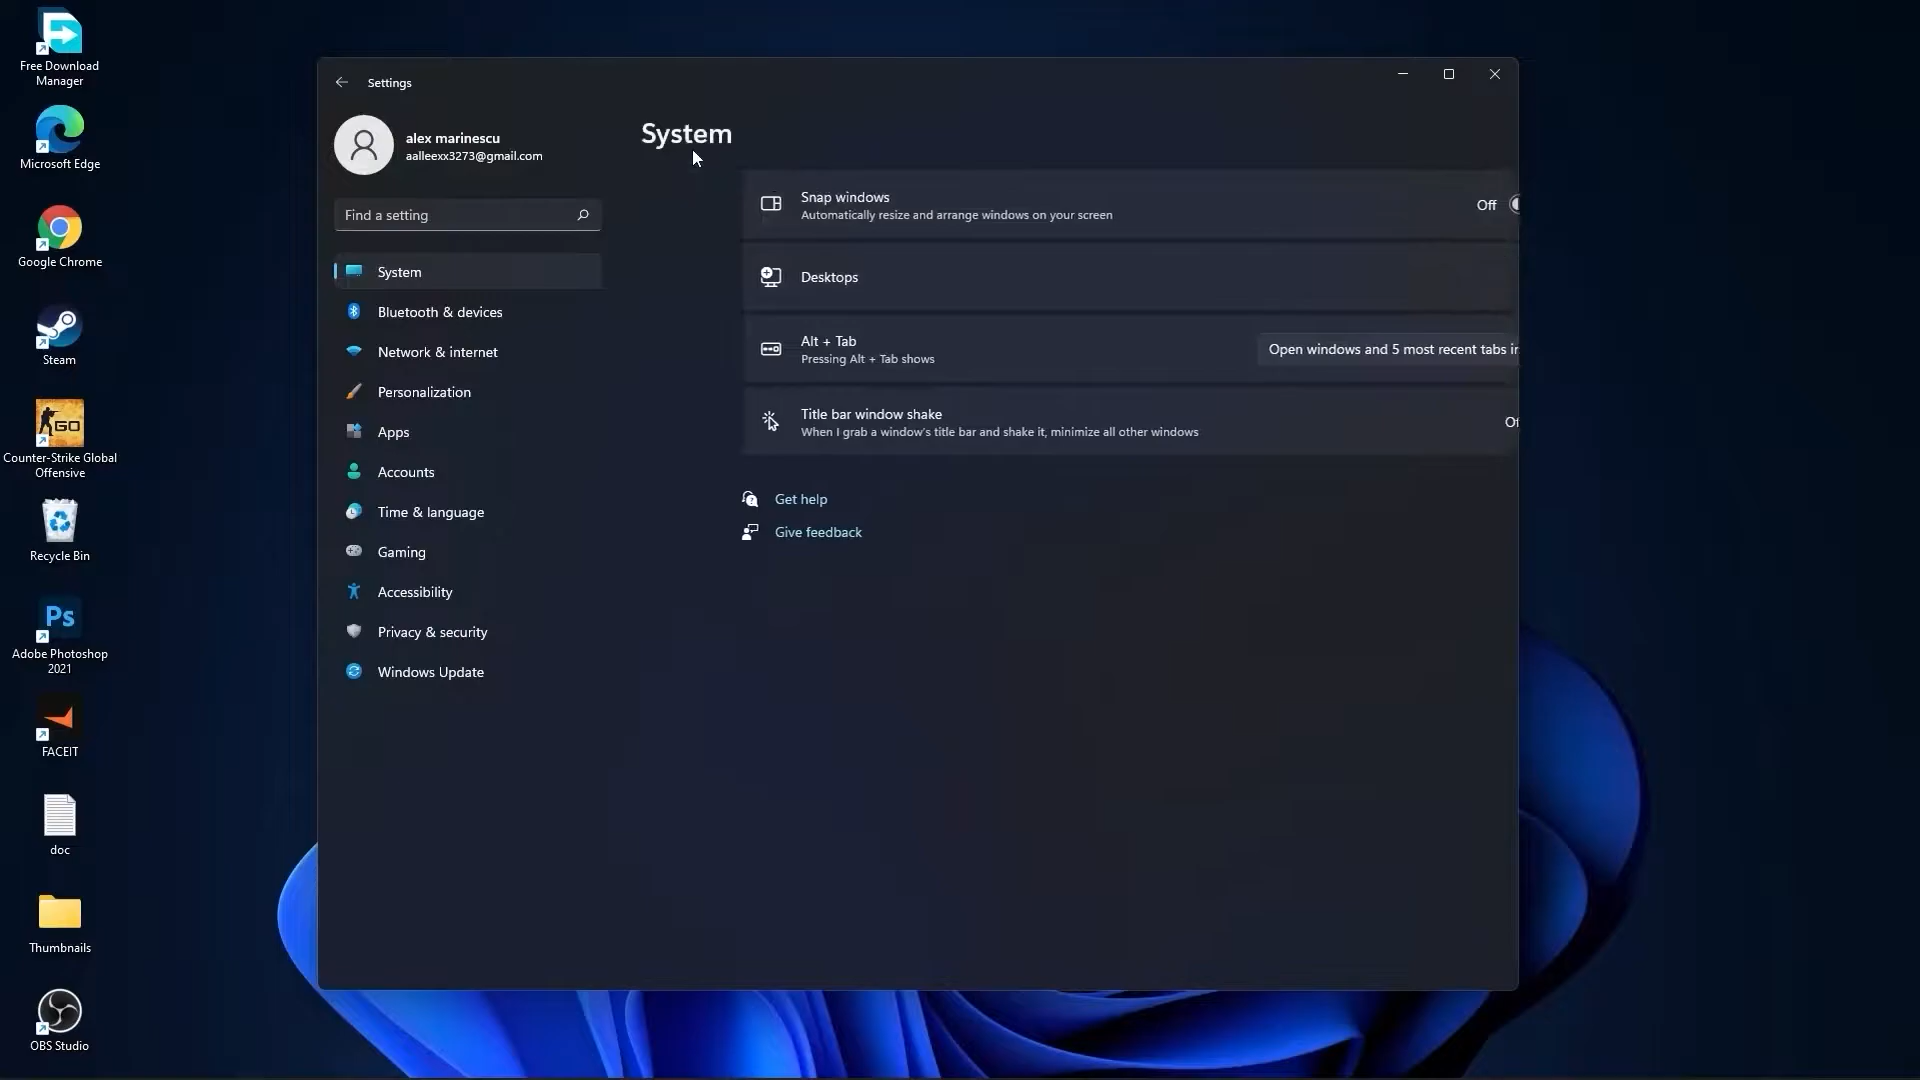 Free Download
Manager
Microsoft Edge
Google Chrome
Steam
GO
Counter-Strike Global
Offensive
Recycle Bin
Ps
Adobe Photoshop
2021
FACEIT
doc
Thumbnails
OBS Studio
Settings
alex marinescu
aalleexx3273@gmail.com
Find a setting
System
Bluetooth & devices
Network & internet
Personalization
Apps
Accounts
Time & language
Gaming
Accessibility
Privacy & security
Windows Update
System
Snap windows
Automatically resize and arrange windows on your screen
Off
Desktops
Alt + Tab
Pressing Alt + Tab shows
Open windows and 5 most recent tabs in
Title bar window shake
When I grab a window's title bar and shake it, minimize all other windows
Of
Get help
Give feedback